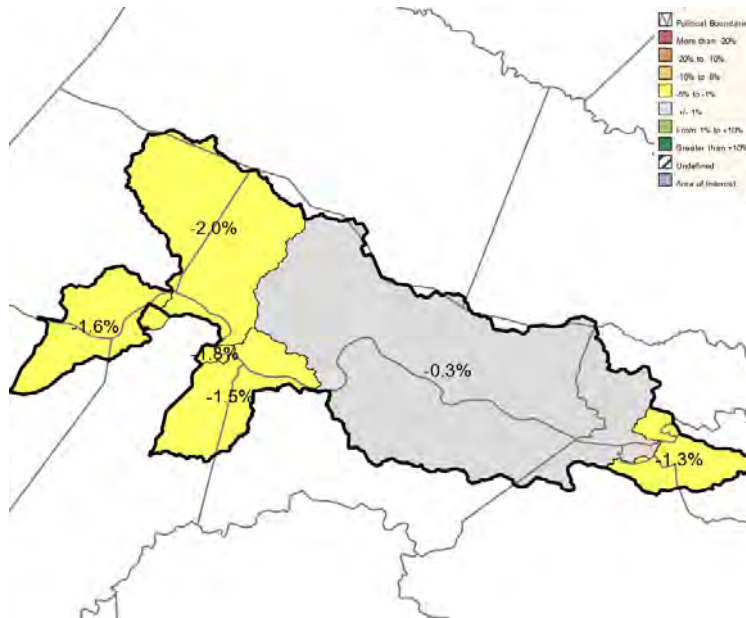 Political Boundaries
More than -20%
-20% to -10%
-10% to -5%
-5% to -1%
+/- 1%
From 1% to +10%
Greater than +10%
Undefined
Area of Interest
-2.0%
-1.6%
-1.8%
-1.5%
-0.3%
-1.3%